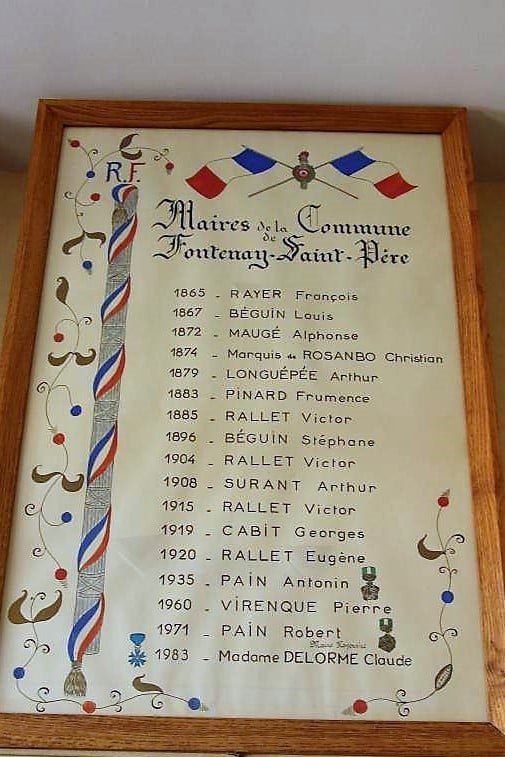 R.F.
Maires de la Commune
de
Fontenay-Saint-Père
1865 - RAYER François
1867 - BÉGUIN Louis
1872 - MAUGÉ Alphonse
1874 - Marquis de ROSANBO Christian
1879 - LONGUÉPÉE Arthur
1883 - PINARD Frumence
1885 - RALLET Victor
1896 - BÉGUIN Stéphane
1904 - RALLET Victor
1908 - SURANT Arthur
1915 - RALLET Victor
1919 - CABIT Georges
1920 - RALLET Eugène
1935 - PAIN Antonin
1960 - VIRENQUE Pierre
1971 - PAIN Robert
Maire Honoraire
1983 - Madame DELORME Claude